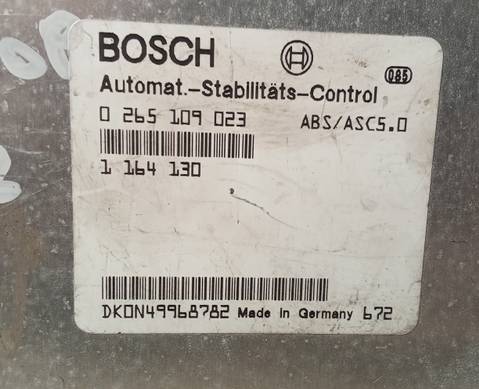 BOSCH
085
Automat.-Stabilitäts-Control
0 265 109 023 ABS/ASC5.0
1 164 130
DKON49968782 Made in Germany 672